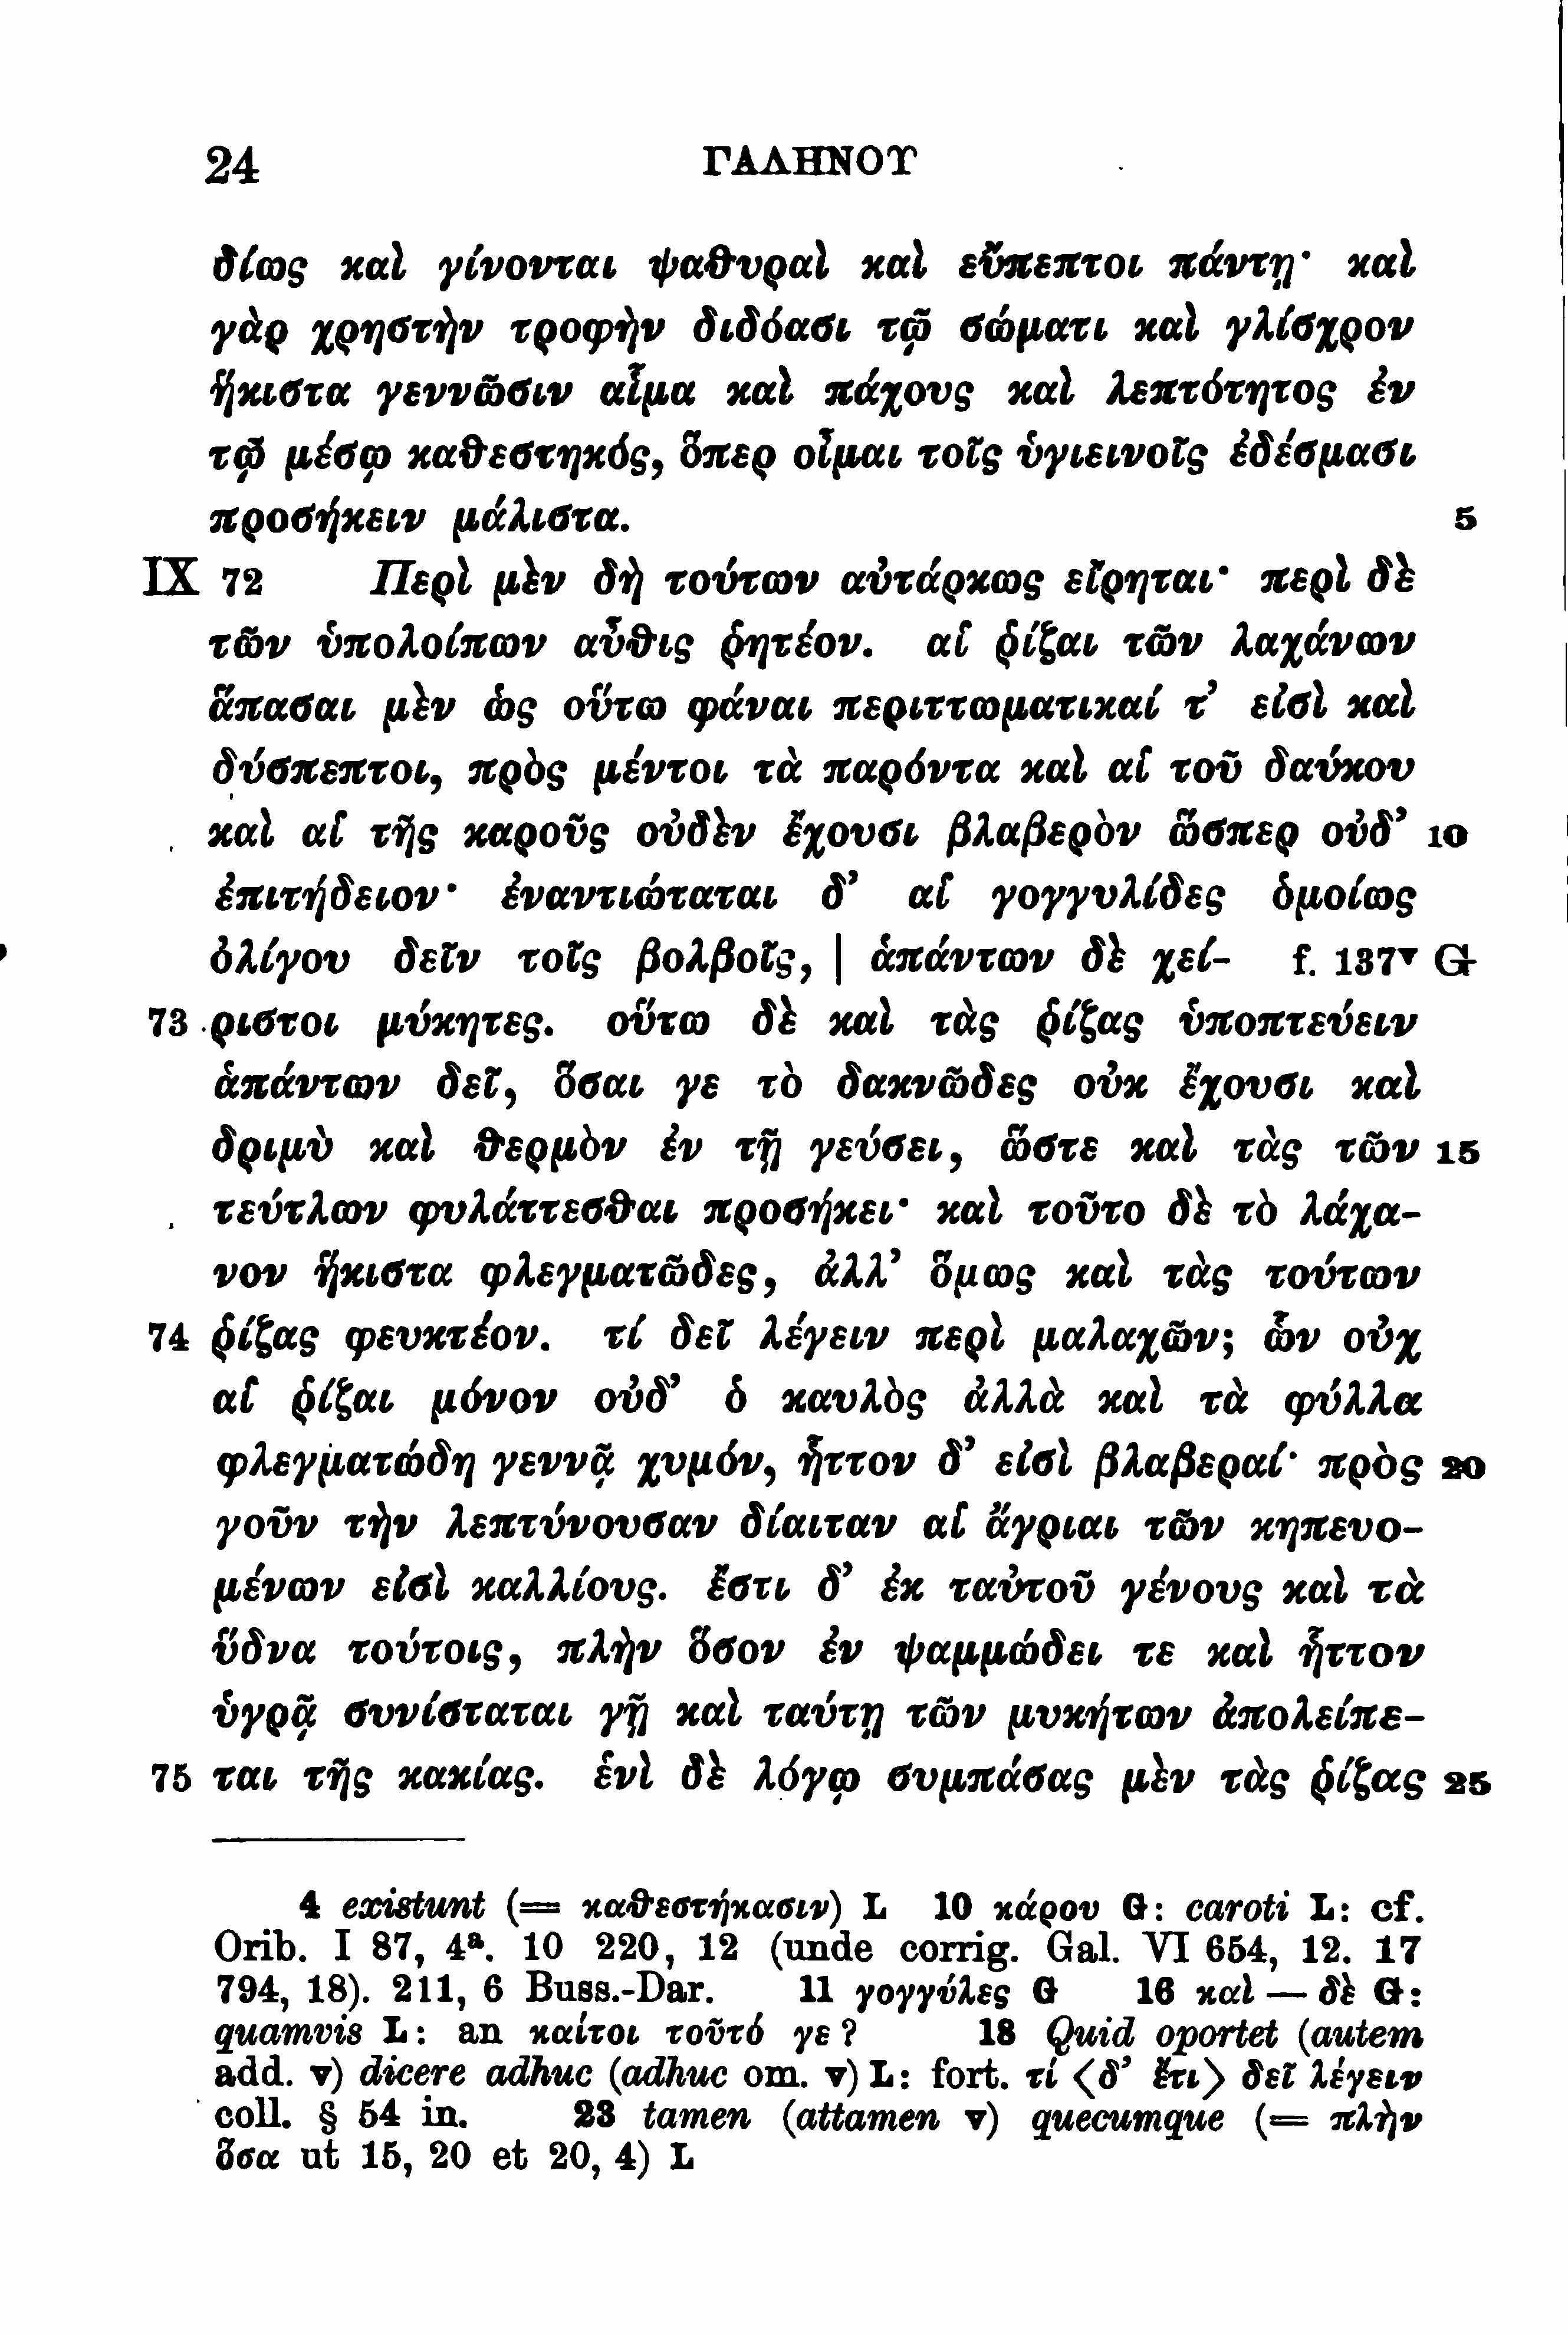 24 ΓΑΛΗΝΟΥ
δίως καὶ γίνονται ψαθυραὶ καὶ εὔπεπτοι πάντῃ· καὶ
γὰρ χρηστὴν τροφὴν διδόασι τῷ σώματι καὶ γλίσχρον
ἥκιστα γεννῶσιν αἷμα καὶ πάχους καὶ λεπτότητος ἐν
τῷ μέσῳ καθεστηκός, ὅπερ οἶμαι τοῖς ὑγιεινοῖς ἐδέσμασι
προσήκειν μάλιστα. 5
IX 72 Περὶ μὲν δὴ τούτων αὐτάρκως εἴρηται· περὶ δὲ
τῶν ὑπολοίπων αὖθις ῥητέον. αἱ ῥίζαι τῶν λαχάνων
ἅπασαι μὲν ὡς οὕτω φάναι περιττωματικαί τ’ εἰσὶ καὶ
δύσπεπτοι, πρὸς μέντοι τὰ παρόντα καὶ αἱ τοῦ δαύκου
καὶ αἱ τῆς καροῦς οὐδὲν ἔχουσι βλαβερὸν ὥσπερ οὐδ’ 10
ἐπιτήδειον· ἐναντιώταται δ’ αἱ γογγυλίδες ὁμοίως
ὀλίγου δεῖν τοῖς βολβοῖς, | ἁπάντων δὲ χεί- f. 137ᵛ G
73 ριστοι μύκητες. οὕτω δὲ καὶ τὰς ῥίζας ὑποπτεύειν
ἁπάντων δεῖ, ὅσαι γε τὸ δακνῶδες οὐκ ἔχουσι καὶ
δριμὺ καὶ θερμὸν ἐν τῇ γεύσει, ὥστε καὶ τὰς τῶν 15
τεύτλων φυλάττεσθαι προσήκει· καὶ τοῦτο δὲ τὸ λάχα-
νον ἥκιστα φλεγματῶδες, ἀλλ’ ὅμως καὶ τὰς τούτων
74 ῥίζας φευκτέον. τί δεῖ λέγειν περὶ μαλαχῶν; ὧν οὐχ
αἱ ῥίζαι μόνον οὐδ’ ὁ καυλὸς ἀλλὰ καὶ τὰ φύλλα
φλεγματώδη γεννᾷ χυμόν, ἧττον δ’ εἰσὶ βλαβεραί· πρὸς 20
γοῦν τὴν λεπτύνουσαν δίαιταν αἱ ἄγριαι τῶν κηπευο-
μένων εἰσὶ καλλίους. ἔστι δ’ ἐκ ταὐτοῦ γένους καὶ τὰ
ὕδνα τούτοις, πλὴν ὅσον ἐν ψαμμώδει τε καὶ ἧττον
ὑγρᾷ συνίσταται γῇ καὶ ταύτῃ τῶν μυκήτων ἀπολείπε-
75 ται τῆς κακίας. ἑνὶ δὲ λόγῳ συμπάσας μὲν τὰς ῥίζας 25
4 existunt (= καθεστήκασιν) L 10 κάρου G: caroti L: cf.
Orib. I 87, 4ᵃ. 10 220, 12 (unde corrig. Gal. VI 654, 12. 17
794, 18). 211, 6 Buss.-Dar. 11 γογγύλες G 16 καὶ — δὲ G:
quamvis L: an καίτοι τοῦτό γε? 18 Quid oportet (autem
add. v) dicere adhuc (adhuc om. v) L: fort. τί ⟨δ’ ἔτι⟩ δεῖ λέγειν
coll. § 54 in. 23 tamen (attamen v) quecumque (= πλὴν
ὅσα ut 15, 20 et 20, 4) L